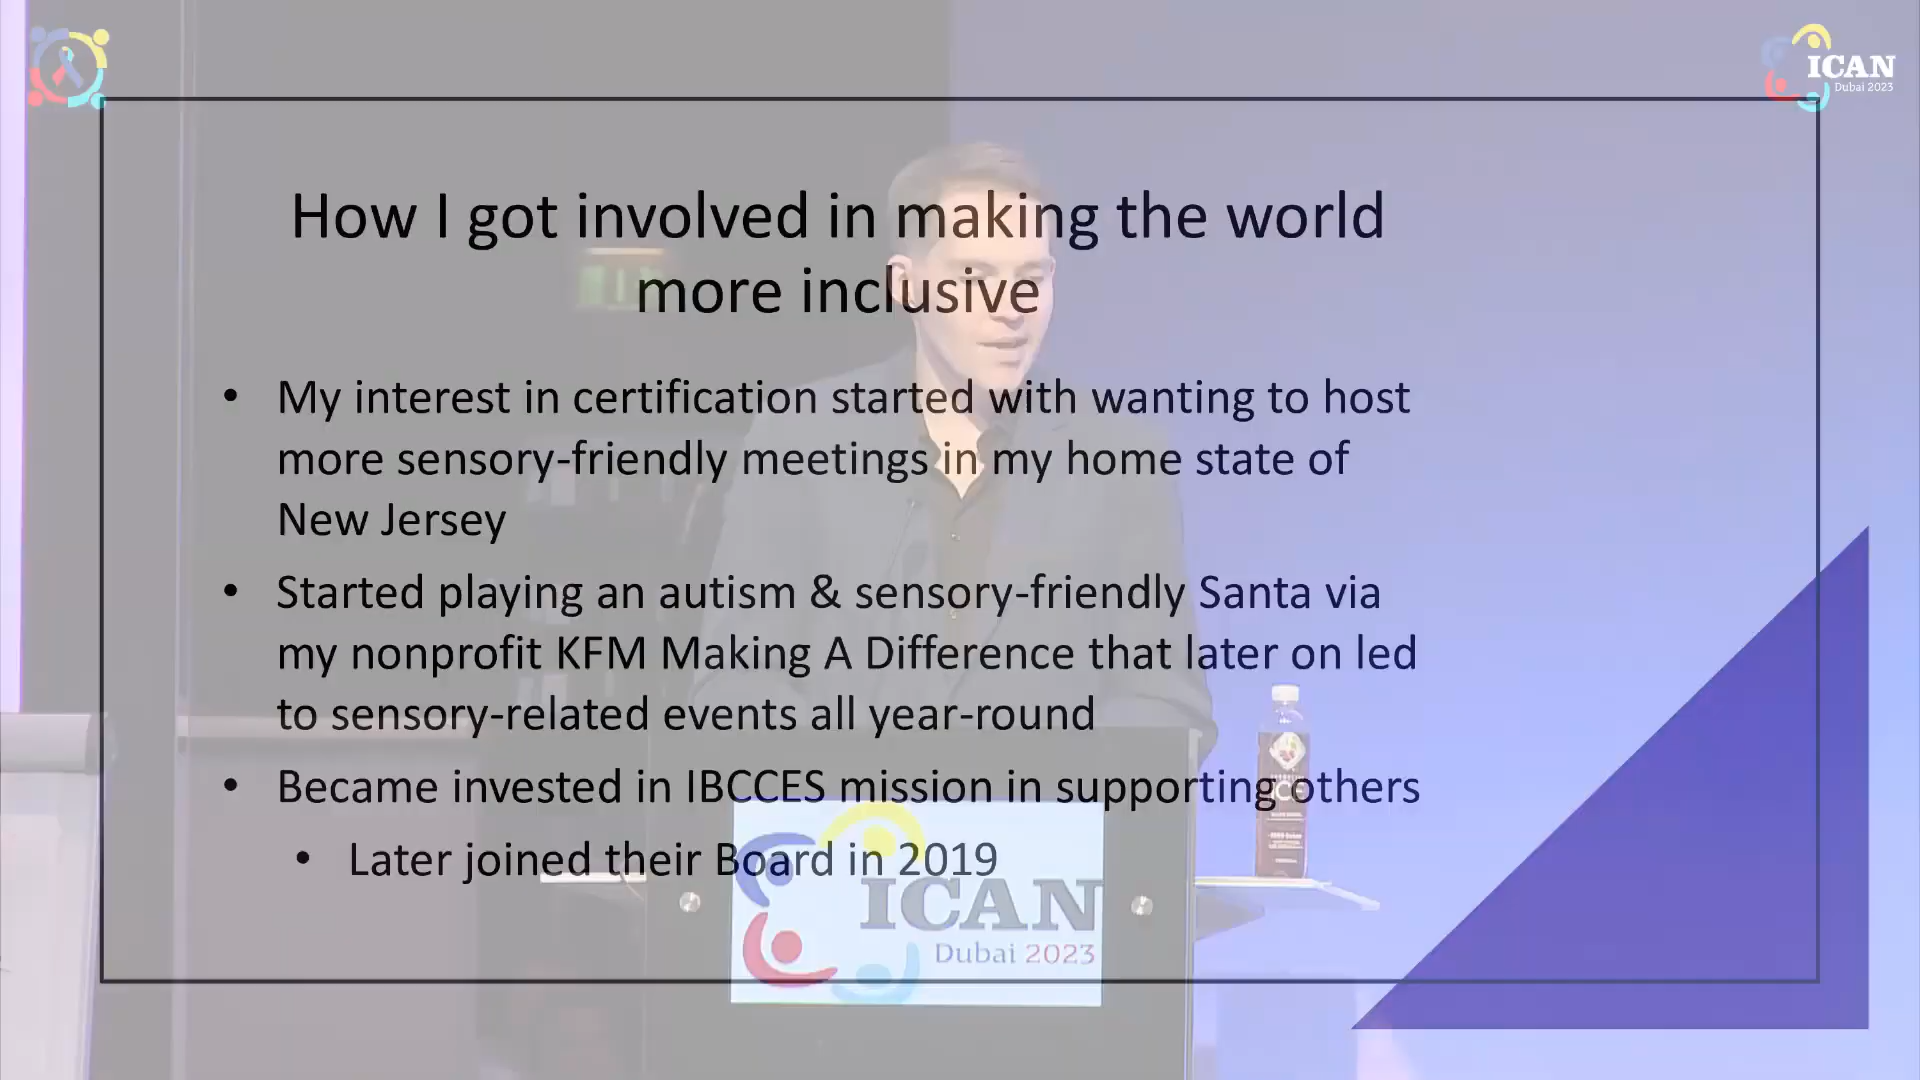 ICAN
Dubai 2023
How I got involved in making the world
more inclusive
• My interest in certification started with wanting to host
more sensory-friendly meetings in my home state of
New Jersey
• Started playing an autism & sensory-friendly Santa via
my nonprofit KFM Making A Difference that later on led
to sensory-related events all year-round
• Became invested in IBCCES mission in supporting others
• Later joined their Board in 2019
ICE
ICAN
Dubai 2023